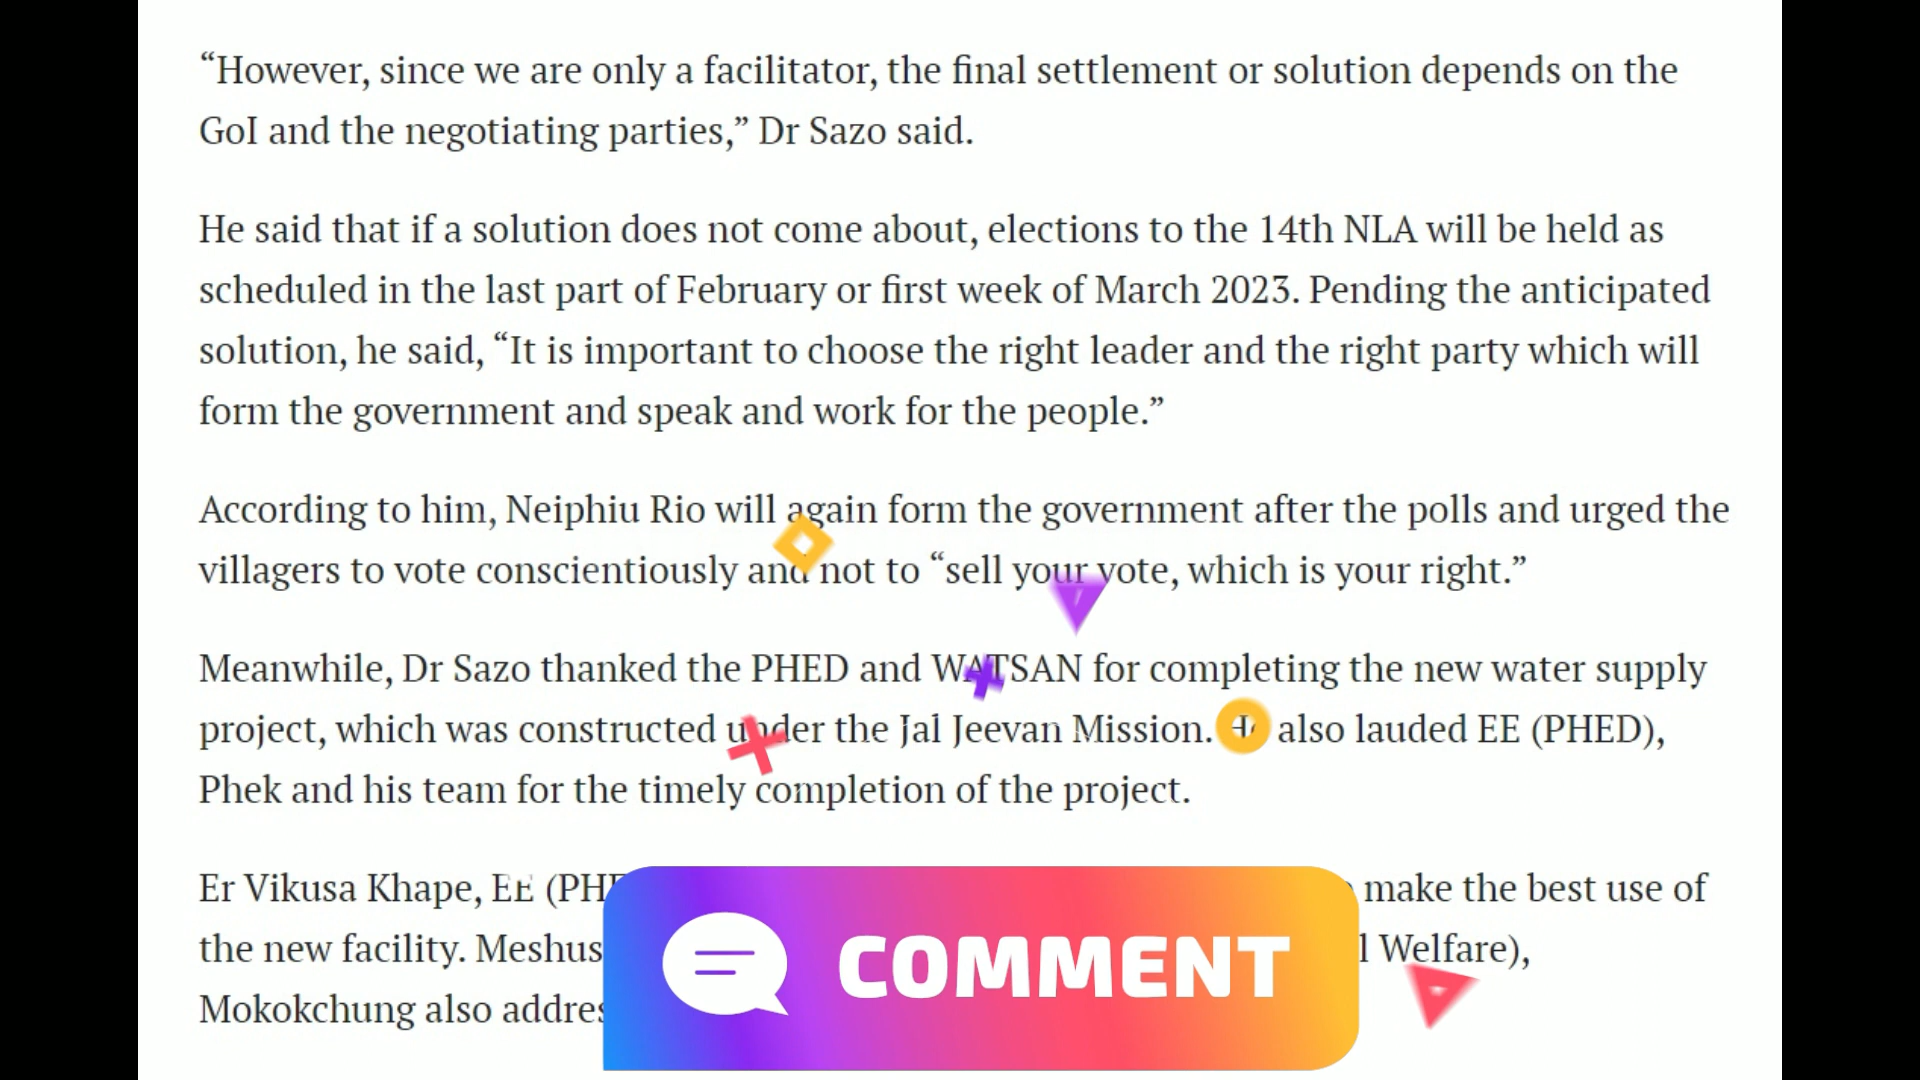 “However, since we are only a facilitator, the final settlement or solution depends on the
GoI and the negotiating parties,” Dr Sazo said.
He said that if a solution does not come about, elections to the 14th NLA will be held as
scheduled in the last part of February or first week of March 2023. Pending the anticipated
solution, he said, “It is important to choose the right leader and the right party which will
form the government and speak and work for the people.”
According to him, Neiphiu Rio will again form the government after the polls and urged the
villagers to vote conscientiously and not to “sell your vote, which is your right.”
Meanwhile, Dr Sazo thanked the PHED and WATSAN for completing the new water supply
project, which was constructed under the Jal Jeevan Mission. He also lauded EE (PHED),
Phek and his team for the timely completion of the project.
Er Vikusa Khape, EE make the best use of
the new facility. Welfare),
Mokokchung also
COMMENT